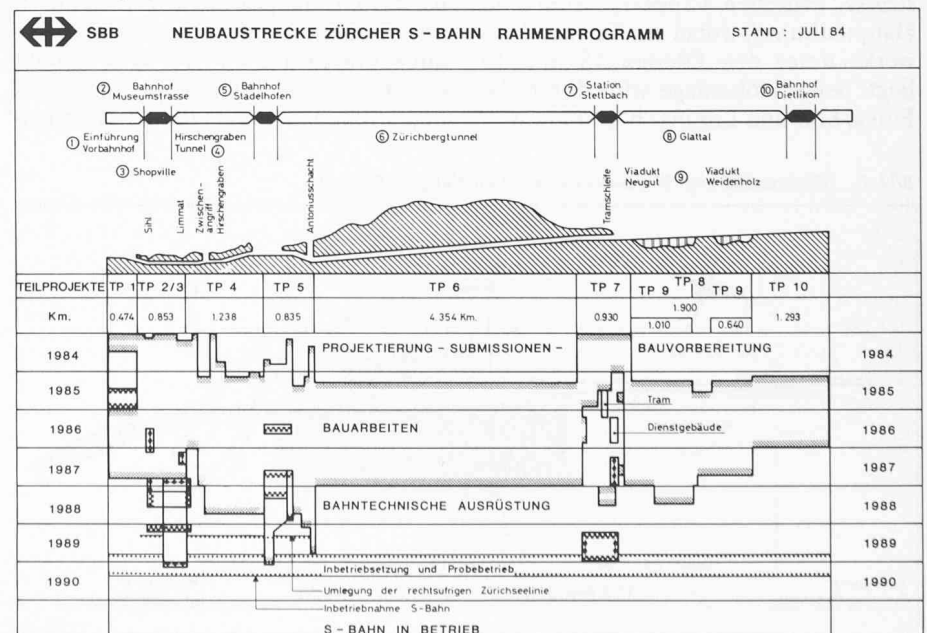 SBB NEUBAUSTRECKE ZÜRCHER S-BAHN RAHMENPROGRAMM STAND: JULI 84
② Bahnhof Museumstrasse
⑤ Bahnhof Stadelhofen
⑦ Station Stettbach
⑩ Bahnhof Dietlikon
① Einführung Vorbahnhof
Hirschengraben Tunnel ④
⑥ Zürichbergtunnel
⑧ Glattal
③ Shopville
Viadukt Neugut
⑨
Viadukt Weidenholz
Sihl
Limmat
Zwischen-
angriff
Hirschengraben
Antoniusschacht
Tramschleife
TEILPROJEKTE TP 1 TP 2/3 TP 4 TP 5 TP 6 TP 7 TP 9 TP 8 TP 9 TP 10
Km. 0.474 0.853 1.238 0.835 4.354 Km. 0.930 1.900 1.010 0.640 1.293
1984 PROJEKTIERUNG - SUBMISSIONEN - BAUVORBEREITUNG 1984
1985 Tram 1985
1986 BAUARBEITEN Dienstgebäude 1986
1987 1987
1988 BAHNTECHNISCHE AUSRÜSTUNG 1988
1989 1989
Inbetriebsetzung und Probebetrieb
1990 1990
Umlegung der rechtsufrigen Zürichseelinie
Inbetriebnahme S-Bahn
S-BAHN IN BETRIEB